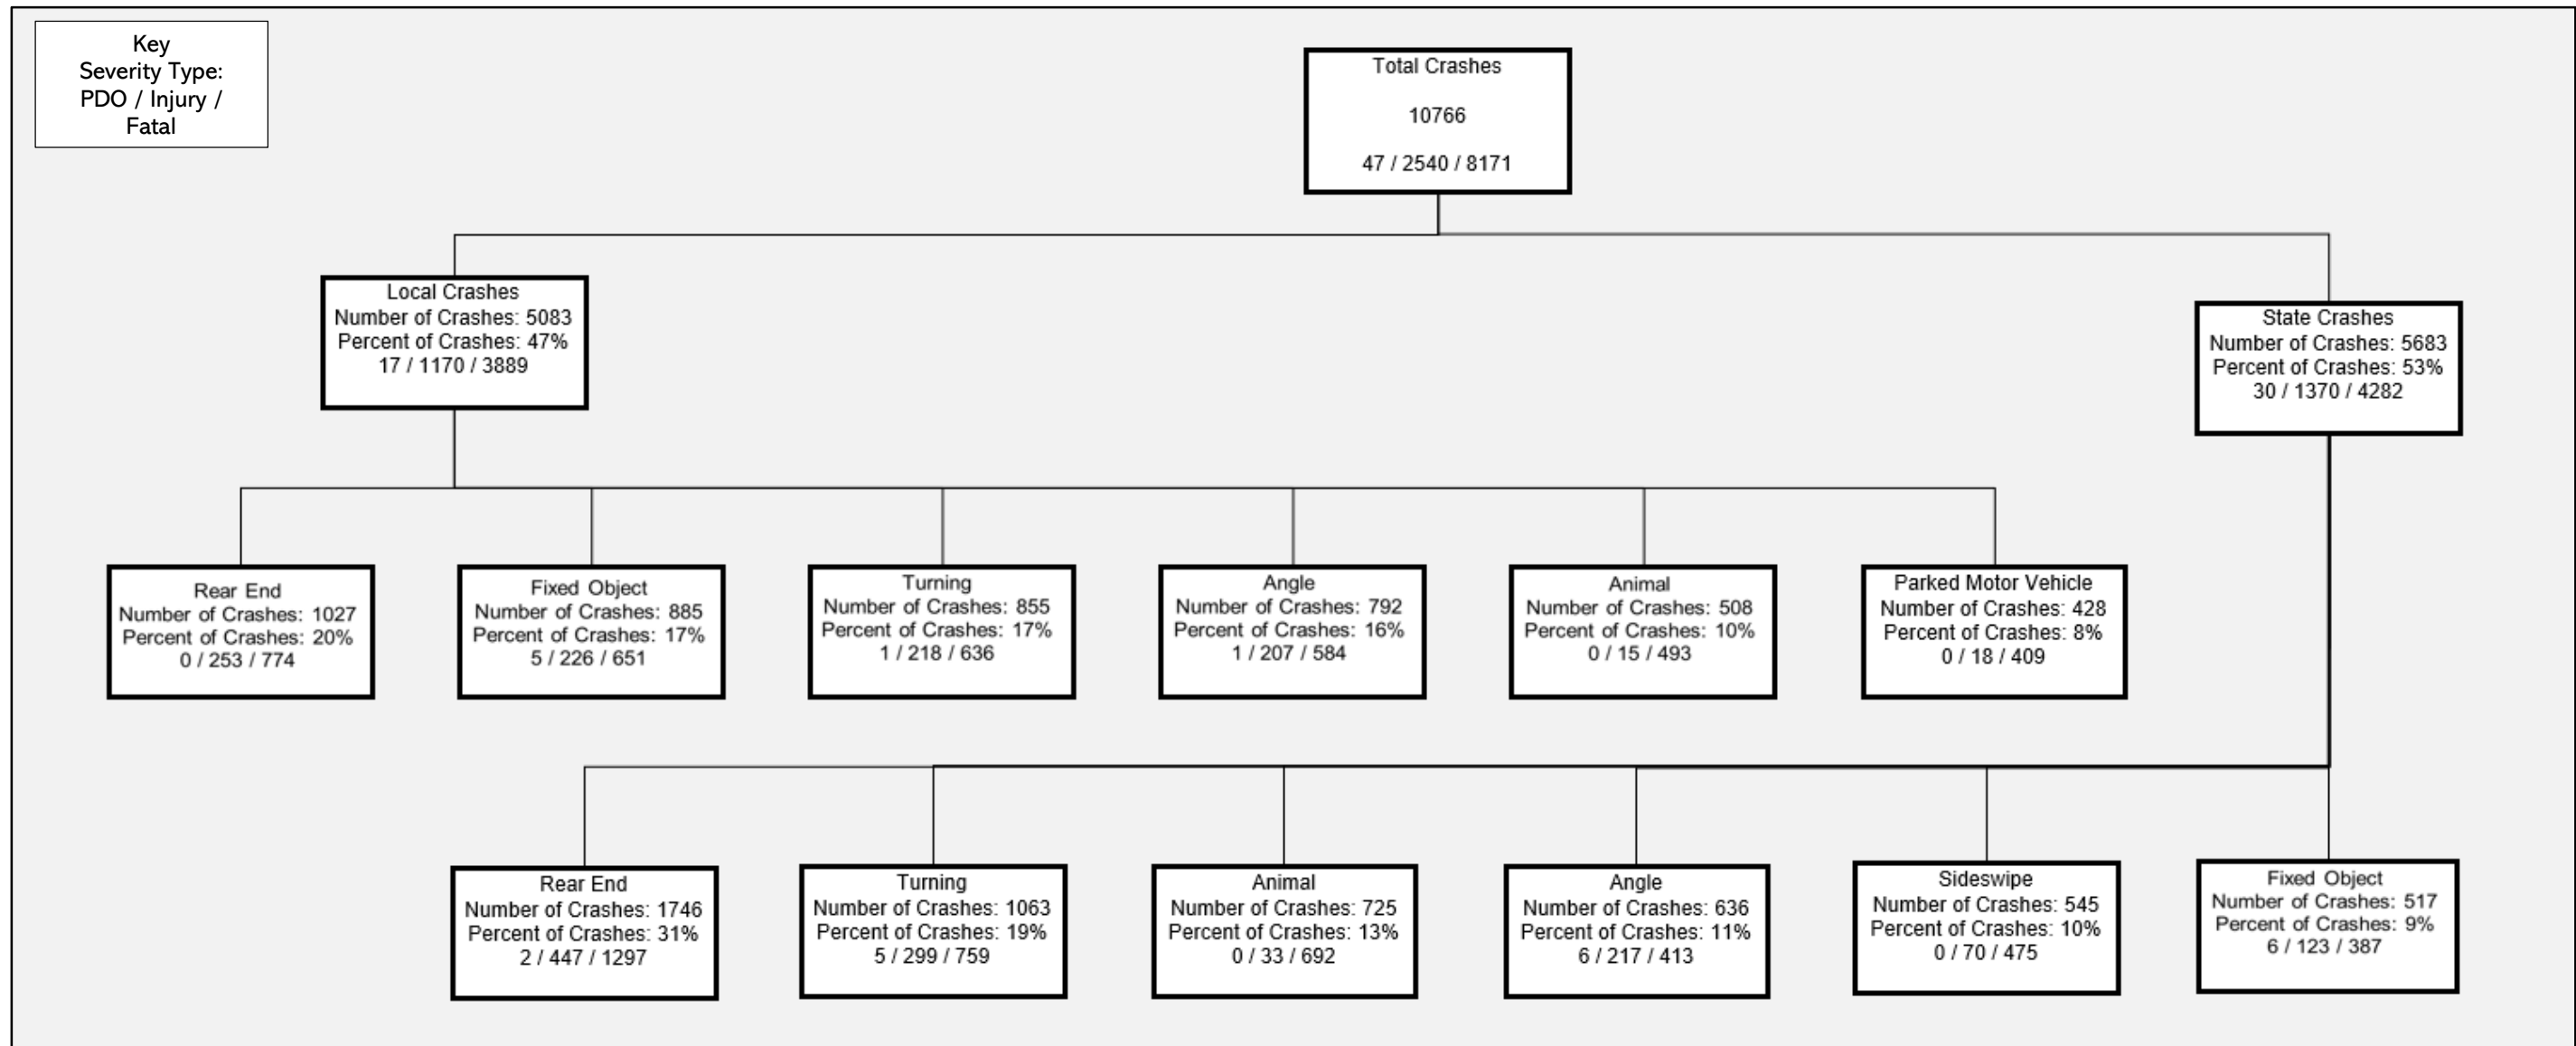 Key
Severity Type:
PDO / Injury /
Fatal
Total Crashes
10766
47 / 2540 / 8171
Local Crashes
Number of Crashes: 5083
Percent of Crashes: 47%
17 / 1170 / 3889
State Crashes
Number of Crashes: 5683
Percent of Crashes: 53%
30 / 1370 / 4282
Rear End
Number of Crashes: 1027
Percent of Crashes: 20%
0 / 253 / 774
Fixed Object
Number of Crashes: 885
Percent of Crashes: 17%
5 / 226 / 651
Turning
Number of Crashes: 855
Percent of Crashes: 17%
1 / 218 / 636
Angle
Number of Crashes: 792
Percent of Crashes: 16%
1 / 207 / 584
Animal
Number of Crashes: 508
Percent of Crashes: 10%
0 / 15 / 493
Parked Motor Vehicle
Number of Crashes: 428
Percent of Crashes: 8%
0 / 18 / 409
Rear End
Number of Crashes: 1746
Percent of Crashes: 31%
2 / 447 / 1297
Turning
Number of Crashes: 1063
Percent of Crashes: 19%
5 / 299 / 759
Animal
Number of Crashes: 725
Percent of Crashes: 13%
0 / 33 / 692
Angle
Number of Crashes: 636
Percent of Crashes: 11%
6 / 217 / 413
Sideswipe
Number of Crashes: 545
Percent of Crashes: 10%
0 / 70 / 475
Fixed Object
Number of Crashes: 517
Percent of Crashes: 9%
6 / 123 / 387